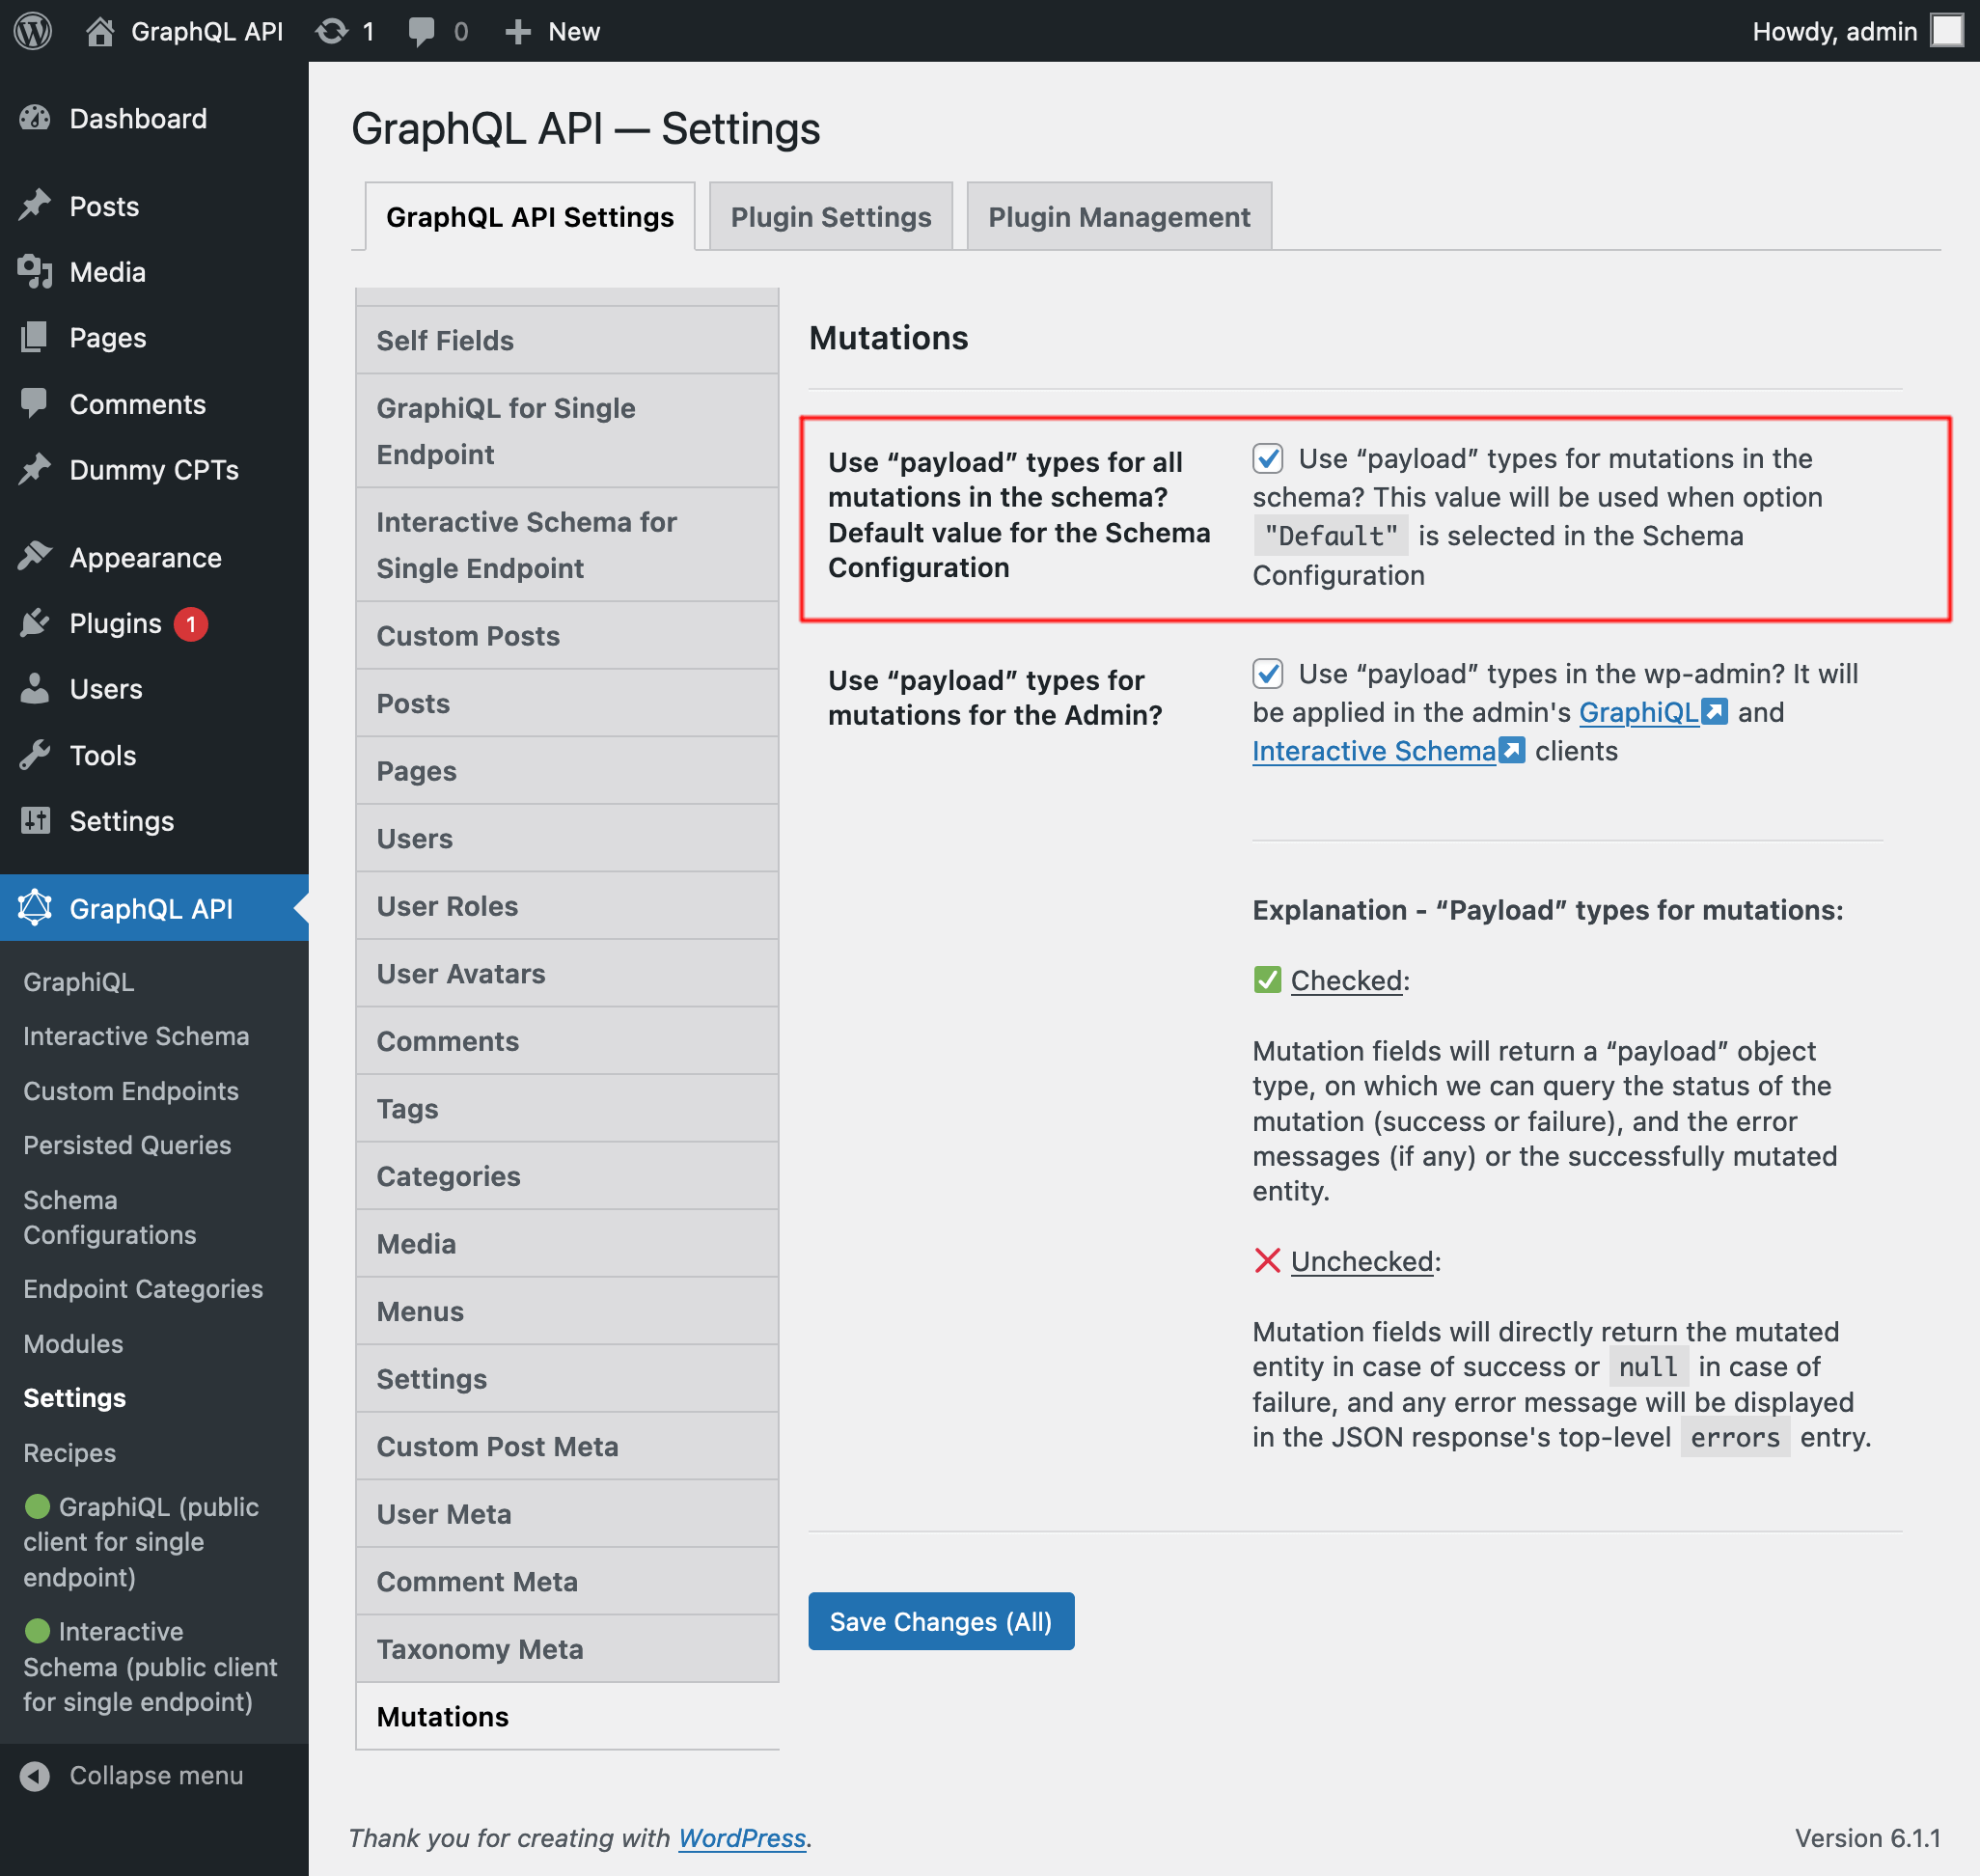 GraphQL API
1
0
New
Howdy, admin
Dashboard
Posts
Media
Pages
Comments
Dummy CPTs
Appearance
Plugins 1
Users
Tools
Settings
GraphQL API
GraphiQL
Interactive Schema
Custom Endpoints
Persisted Queries
Schema
Configurations
Endpoint Categories
Modules
Settings
Recipes
GraphiQL (public
client for single
endpoint)
Interactive
Schema (public client
for single endpoint)
Collapse menu
GraphQL API — Settings
GraphQL API Settings
Plugin Settings
Plugin Management
Self Fields
GraphiQL for Single
Endpoint
Interactive Schema for
Single Endpoint
Custom Posts
Posts
Pages
Users
User Roles
User Avatars
Comments
Tags
Categories
Media
Menus
Settings
Custom Post Meta
User Meta
Comment Meta
Taxonomy Meta
Mutations
Mutations
Use “payload” types for all
mutations in the schema?
Default value for the Schema
Configuration
Use “payload” types for mutations in the
schema? This value will be used when option
"Default" is selected in the Schema
Configuration
Use “payload” types for
mutations for the Admin?
Use “payload” types in the wp-admin? It will
be applied in the admin's GraphiQL and
Interactive Schema clients
Explanation - “Payload” types for mutations:
✅ Checked:
Mutation fields will return a “payload” object
type, on which we can query the status of the
mutation (success or failure), and the error
messages (if any) or the successfully mutated
entity.
❌ Unchecked:
Mutation fields will directly return the mutated
entity in case of success or null in case of
failure, and any error message will be displayed
in the JSON response's top-level errors entry.
Save Changes (All)
Thank you for creating with WordPress.
Version 6.1.1